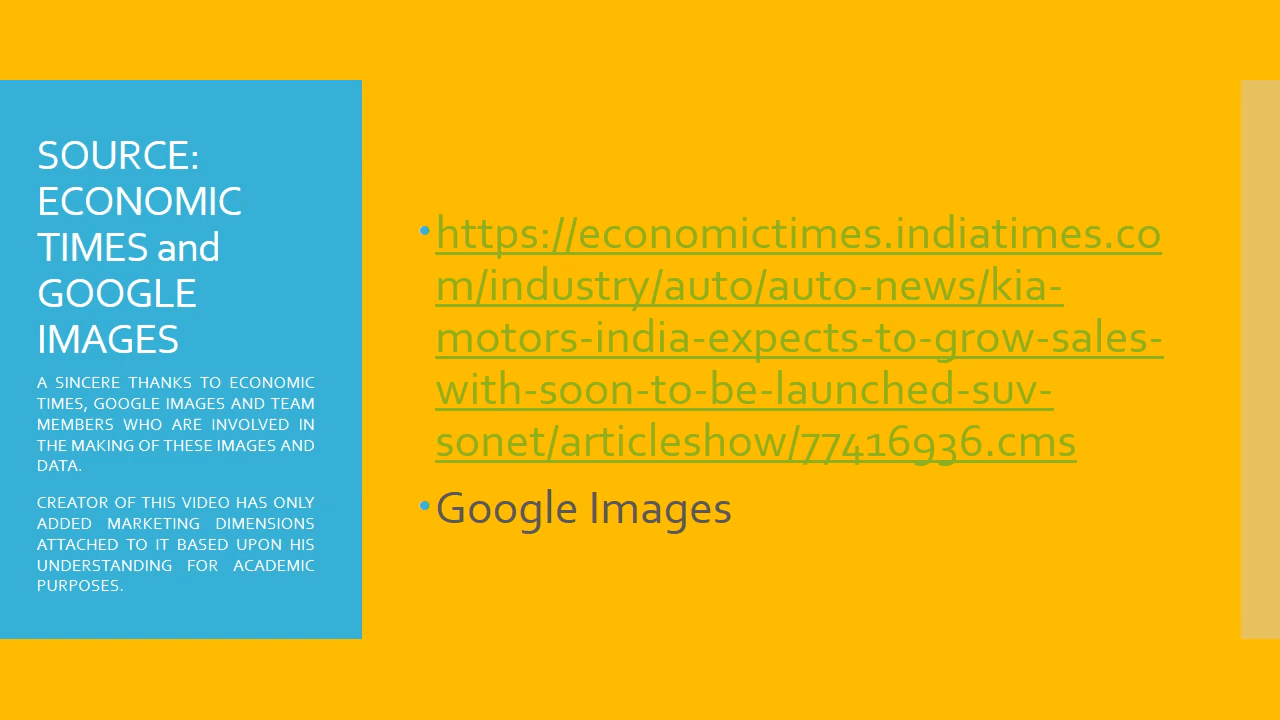 SOURCE:
ECONOMIC
TIMES and
GOOGLE
IMAGES
A SINCERE THANKS TO ECONOMIC
TIMES, GOOGLE IMAGES AND TEAM
MEMBERS WHO ARE INVOLVED IN
THE MAKING OF THESE IMAGES AND
DATA.
CREATOR OF THIS VIDEO HAS ONLY
ADDED MARKETING DIMENSIONS
ATTACHED TO IT BASED UPON HIS
UNDERSTANDING FOR ACADEMIC
PURPOSES.
•https://economictimes.indiatimes.co
m/industry/auto/auto-news/kia-
motors-india-expects-to-grow-sales-
with-soon-to-be-launched-suv-
sonet/articleshow/77416936.cms
•Google Images